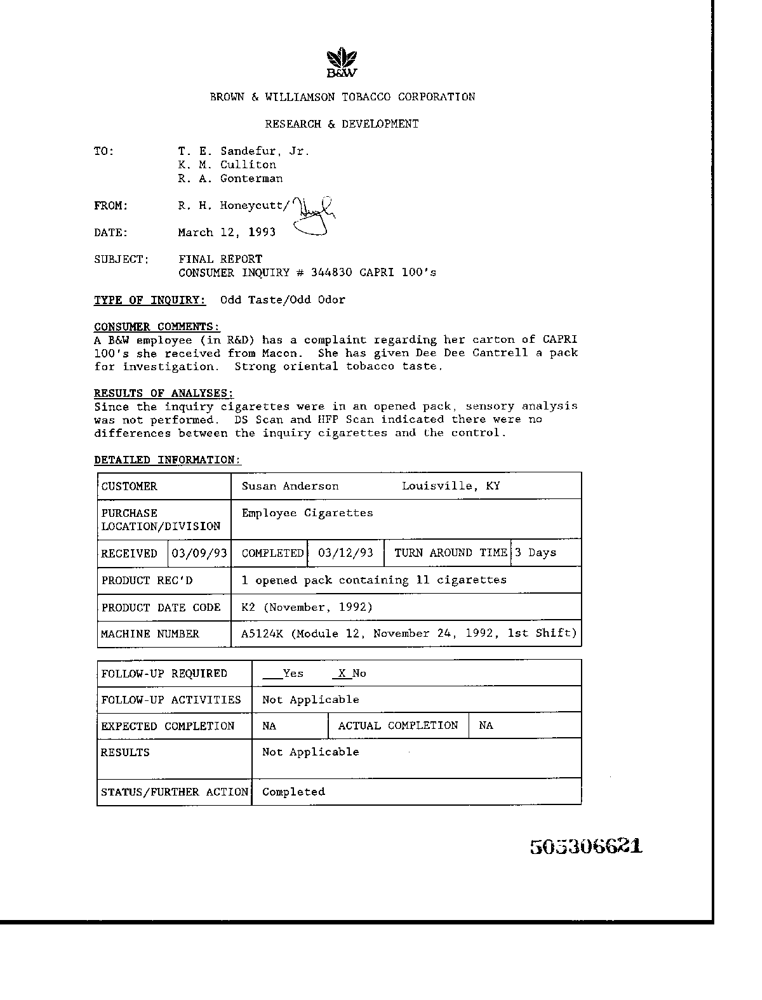 B&W
BROWN & WILLIAMSON TOBACCO CORPORATION
RESEARCH & DEVELOPMENT
TO: T. E. Sandefur, Jr.
K. M. Culliton
R. A. Gonterman
FROM: R. H. Honeycutt/
DATE: March 12, 1993
SUBJECT: FINAL REPORT
CONSUMER INQUIRY # 344830 CAPRI 100's
TYPE OF INQUIRY: Odd Taste/Odd Odor
CONSUMER COMMENTS:
A B&W employee (in R&D) has a complaint regarding her carton of CAPRI
100's she received from Macon. She has given Dee Dee Cantrell a pack
for investigation. Strong oriental tobacco taste.
RESULTS OF ANALYSES:
Since the inquiry cigarettes were in an opened pack, sensory analysis
was not performed. DS Scan and HFP Scan indicated there were no
differences between the inquiry cigarettes and the control.
DETAILED INFORMATION:
CUSTOMER Susan Anderson Louisville, KY
PURCHASE
LOCATION/DIVISION Employee Cigarettes
RECEIVED 03/09/93 COMPLETED 03/12/93 TURN AROUND TIME 3 Days
PRODUCT REC'D 1 opened pack containing 11 cigarettes
PRODUCT DATE CODE K2 (November, 1992)
MACHINE NUMBER A5124K (Module 12, November 24, 1992, 1st Shift)
FOLLOW-UP REQUIRED ___Yes X No
FOLLOW-UP ACTIVITIES Not Applicable
EXPECTED COMPLETION NA ACTUAL COMPLETION NA
RESULTS Not Applicable
STATUS/FURTHER ACTION Completed
505306621